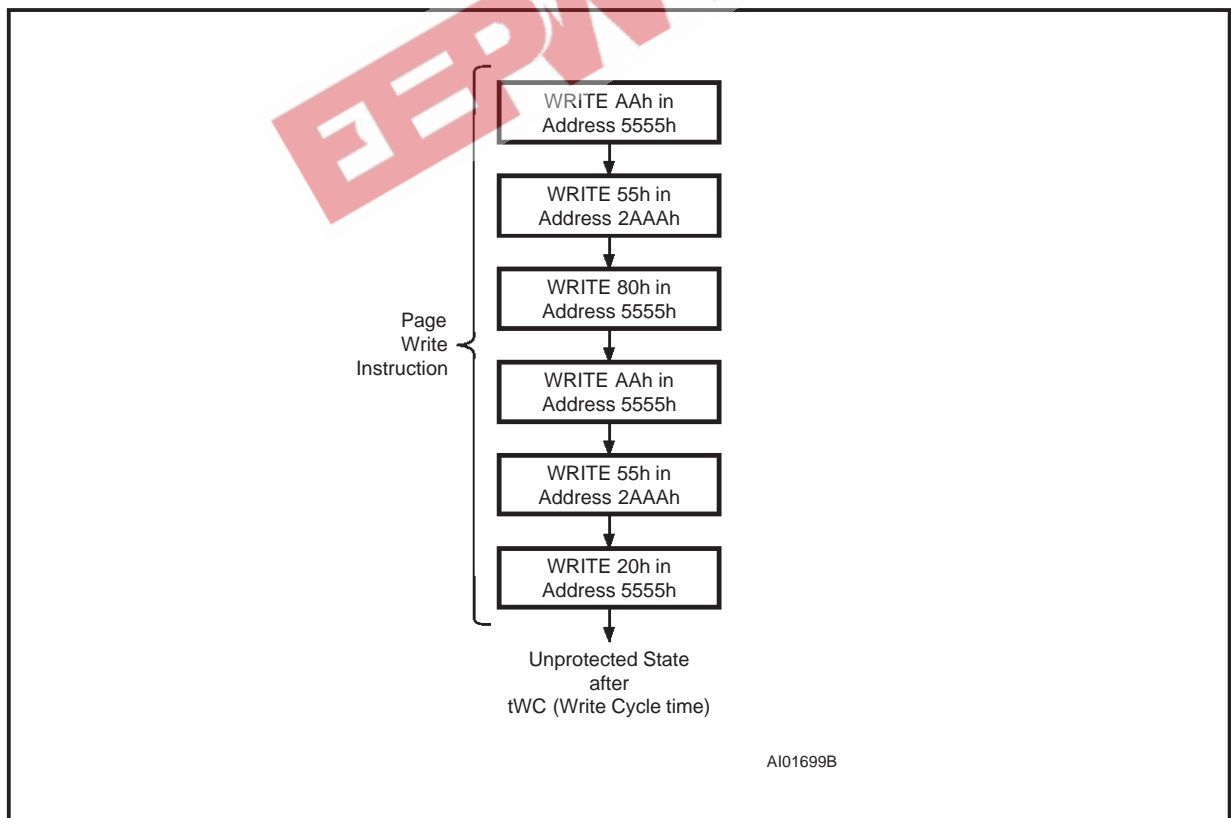 WRITE AAh in
Address 5555h
WRITE 55h in
Address 2AAAh
WRITE 80h in
Address 5555h
Page
Write
Instruction
WRITE AAh in
Address 5555h
WRITE 55h in
Address 2AAAh
WRITE 20h in
Address 5555h
Unprotected State
after
tWC (Write Cycle time)
AI01699B